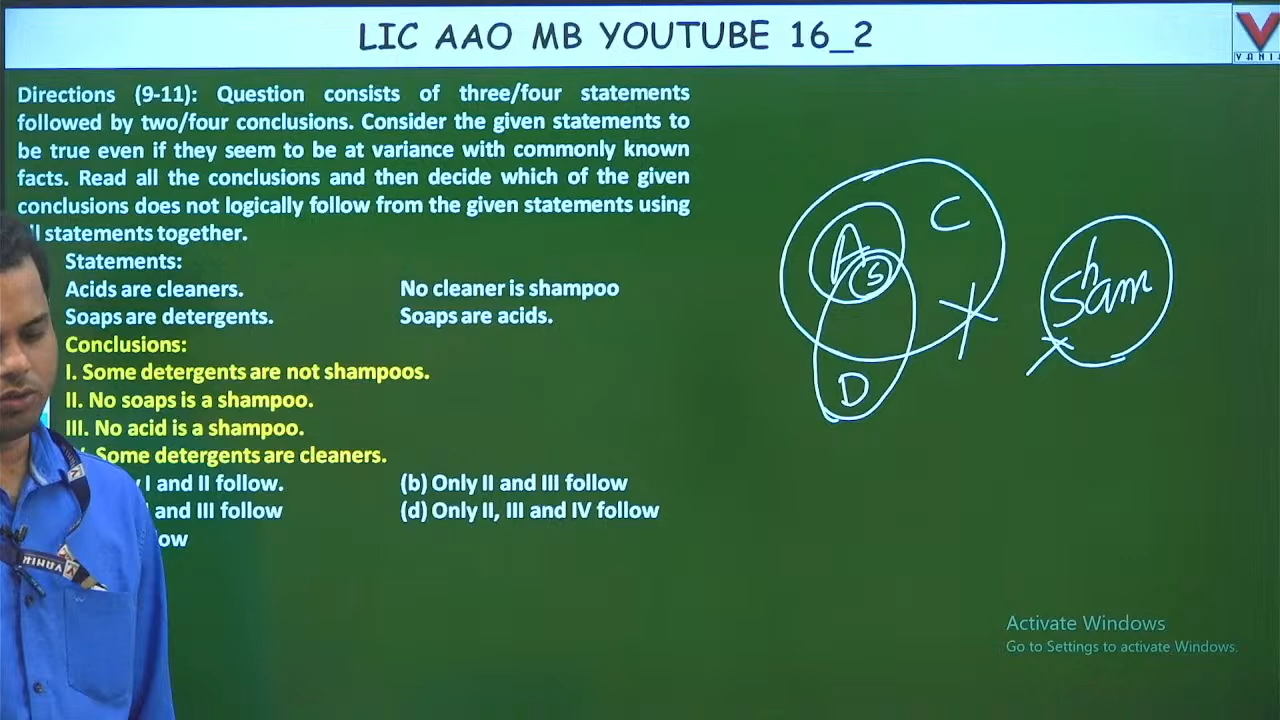 LIC AAO MB YOUTUBE 16_2
Directions (9-11): Question consists of three/four statements
followed by two/four conclusions. Consider the given statements to
be true even if they seem to be at variance with commonly known
facts. Read all the conclusions and then decide which of the given
conclusions does not logically follow from the given statements using
statements together.
Statements:
Acids are cleaners. No cleaner is shampoo
Soaps are detergents. Soaps are acids.
Conclusions:
I. Some detergents are not shampoos.
II. No soaps is a shampoo.
III. No acid is a shampoo.
Some detergents are cleaners.
I and II follow. (b) Only II and III follow
and III follow (d) Only II, III and IV follow
A
S
C
D
Sham
Activate Windows
Go to Settings to activate Windows.